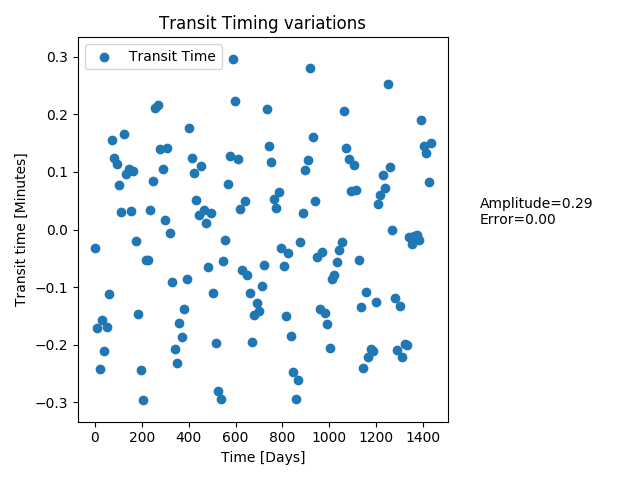 Transit Timing variations
Transit Time
Transit time [Minutes]
0.3
0.2
0.1
0.0
−0.1
−0.2
−0.3
0 200 400 600 800 1000 1200 1400
Time [Days]
Amplitude=0.29
Error=0.00